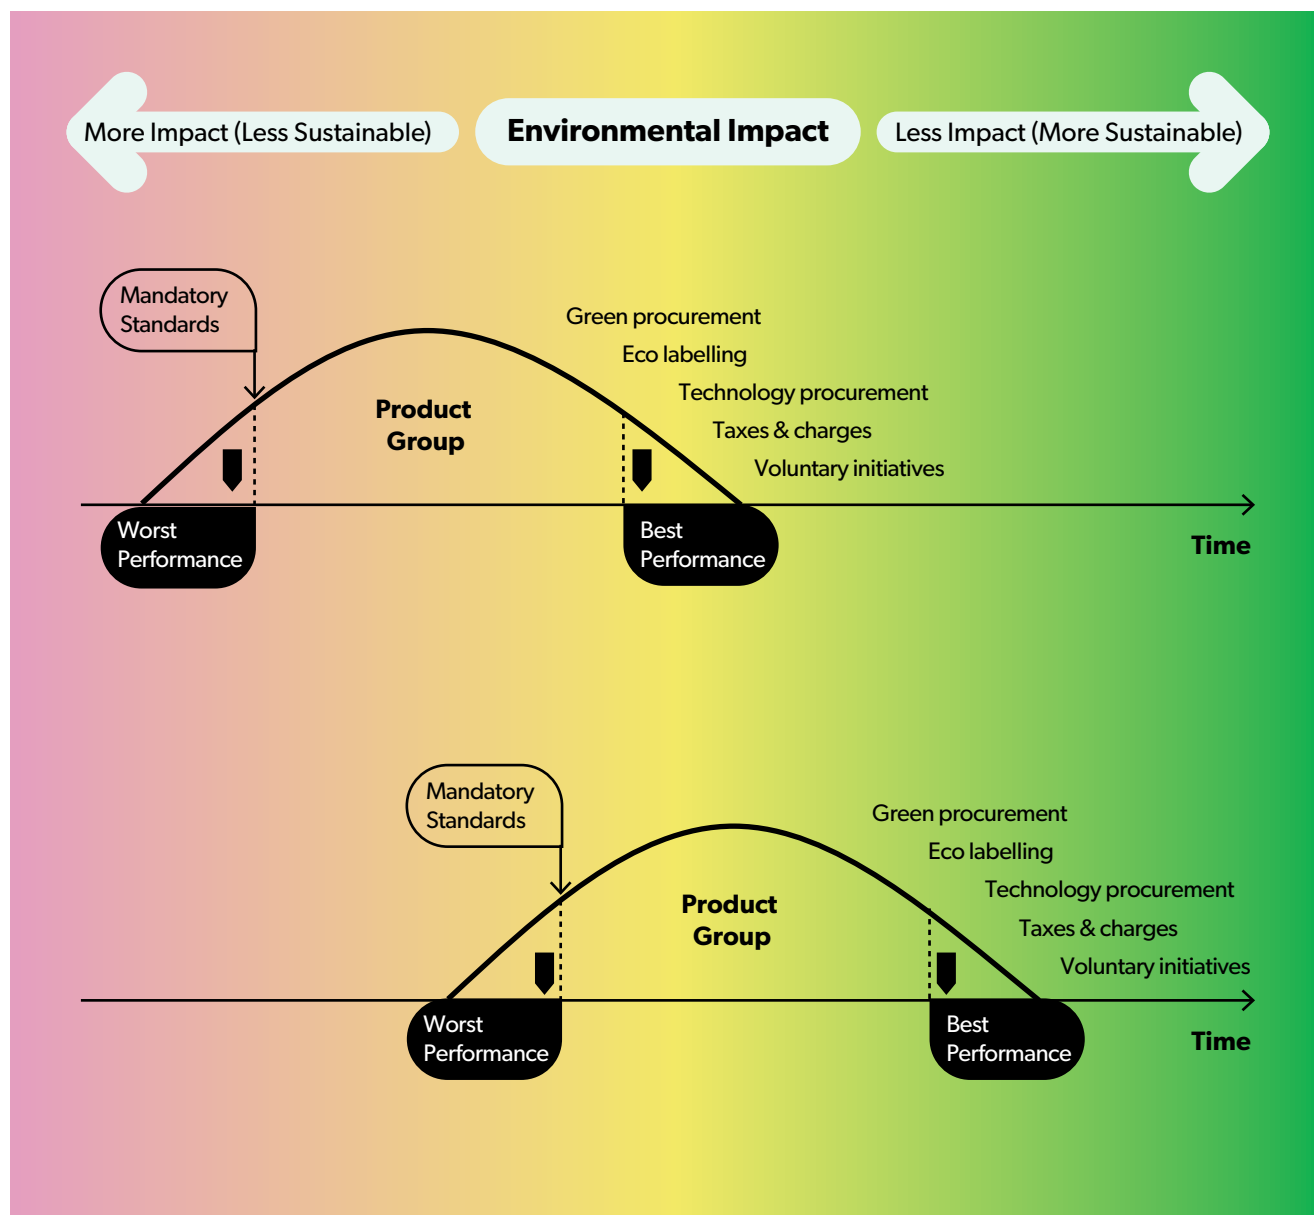 More Impact (Less Sustainable)
Environmental Impact
Less Impact (More Sustainable)
Mandatory
Standards
Green procurement
Eco labelling
Technology procurement
Taxes & charges
Voluntary initiatives
Product
Group
Worst
Performance
Best
Performance
Time
Mandatory
Standards
Green procurement
Eco labelling
Technology procurement
Taxes & charges
Voluntary initiatives
Product
Group
Worst
Performance
Best
Performance
Time